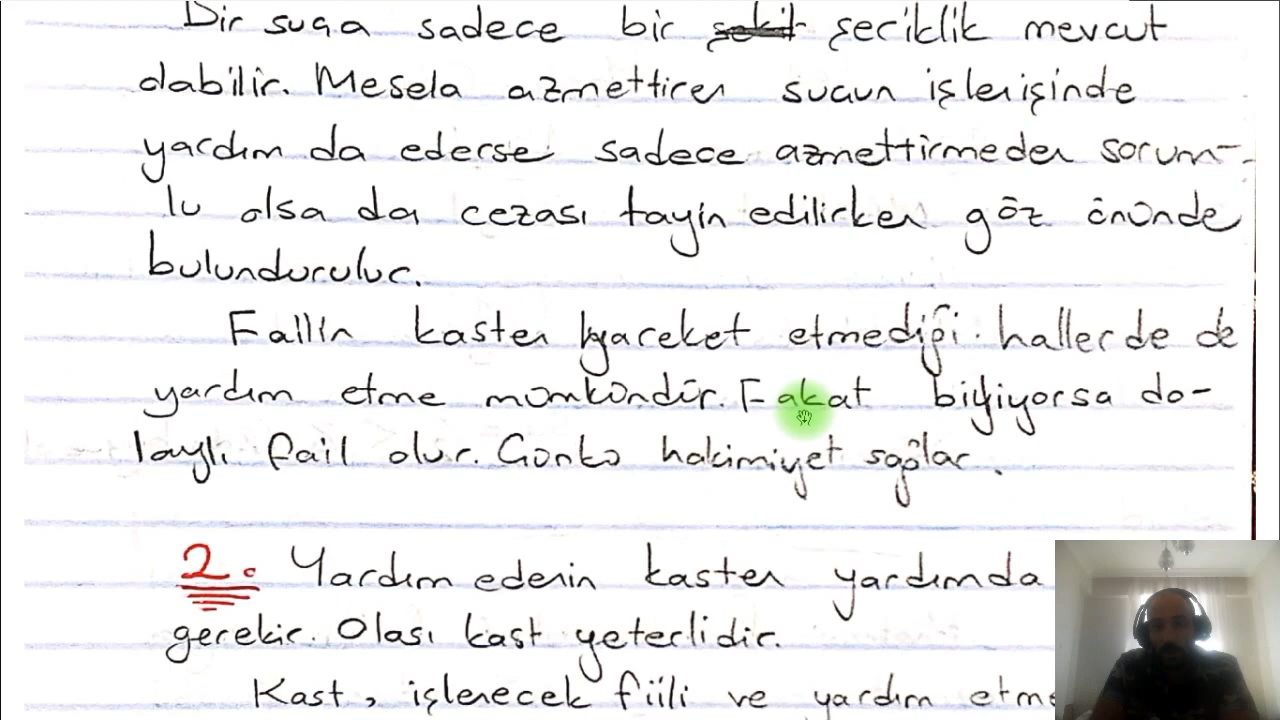 Bir suça sadece bir şekil şeriklik mevcut
olabilir. Mesela azmettiren suçun işlenişinde
yardım da ederse sadece azmettirmeden sorum-
lu olsa da cezası tayin edilirken göz önünde
bulundurulur.
Failin kasten hareket etmediği hallerde de
yardım etme mümkündür. Fakat biliyorsa do-
laylı fail olur. Çünkü hakimiyet sağlar.
2. Yardım edenin kasten yardımda
gerekir. Olası kast yeterlidir.
Kast, işlenecek fiili ve yardım etme